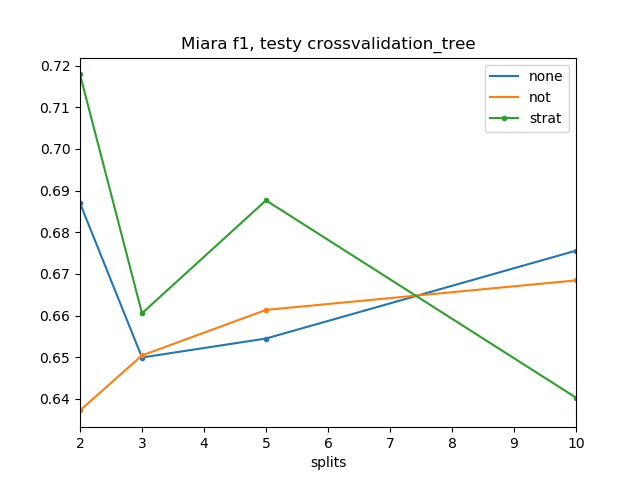 Miara f1, testy crossvalidation_tree
0.72
0.71
0.70
0.69
0.68
0.67
0.66
0.65
0.64
none
not
strat
2 3 4 5 6 7 8 9 10
splits